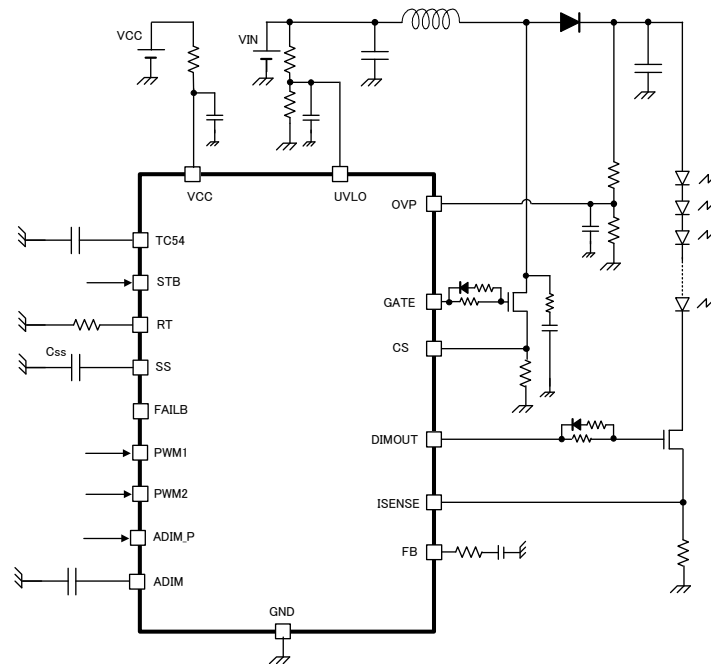 VCC
VIN
VCC
UVLO
OVP
TC54
STB
GATE
RT
CS
Css
SS
FAILB
DIMOUT
PWM1
PWM2
ISENSE
ADIM_P
FB
ADIM
GND